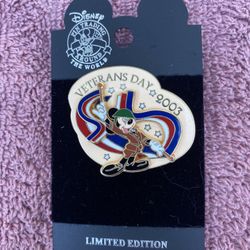 Disney
PIN TRADING
AROUND
THE WORLD
VETERANS DAY 2003
LIMITED EDITION